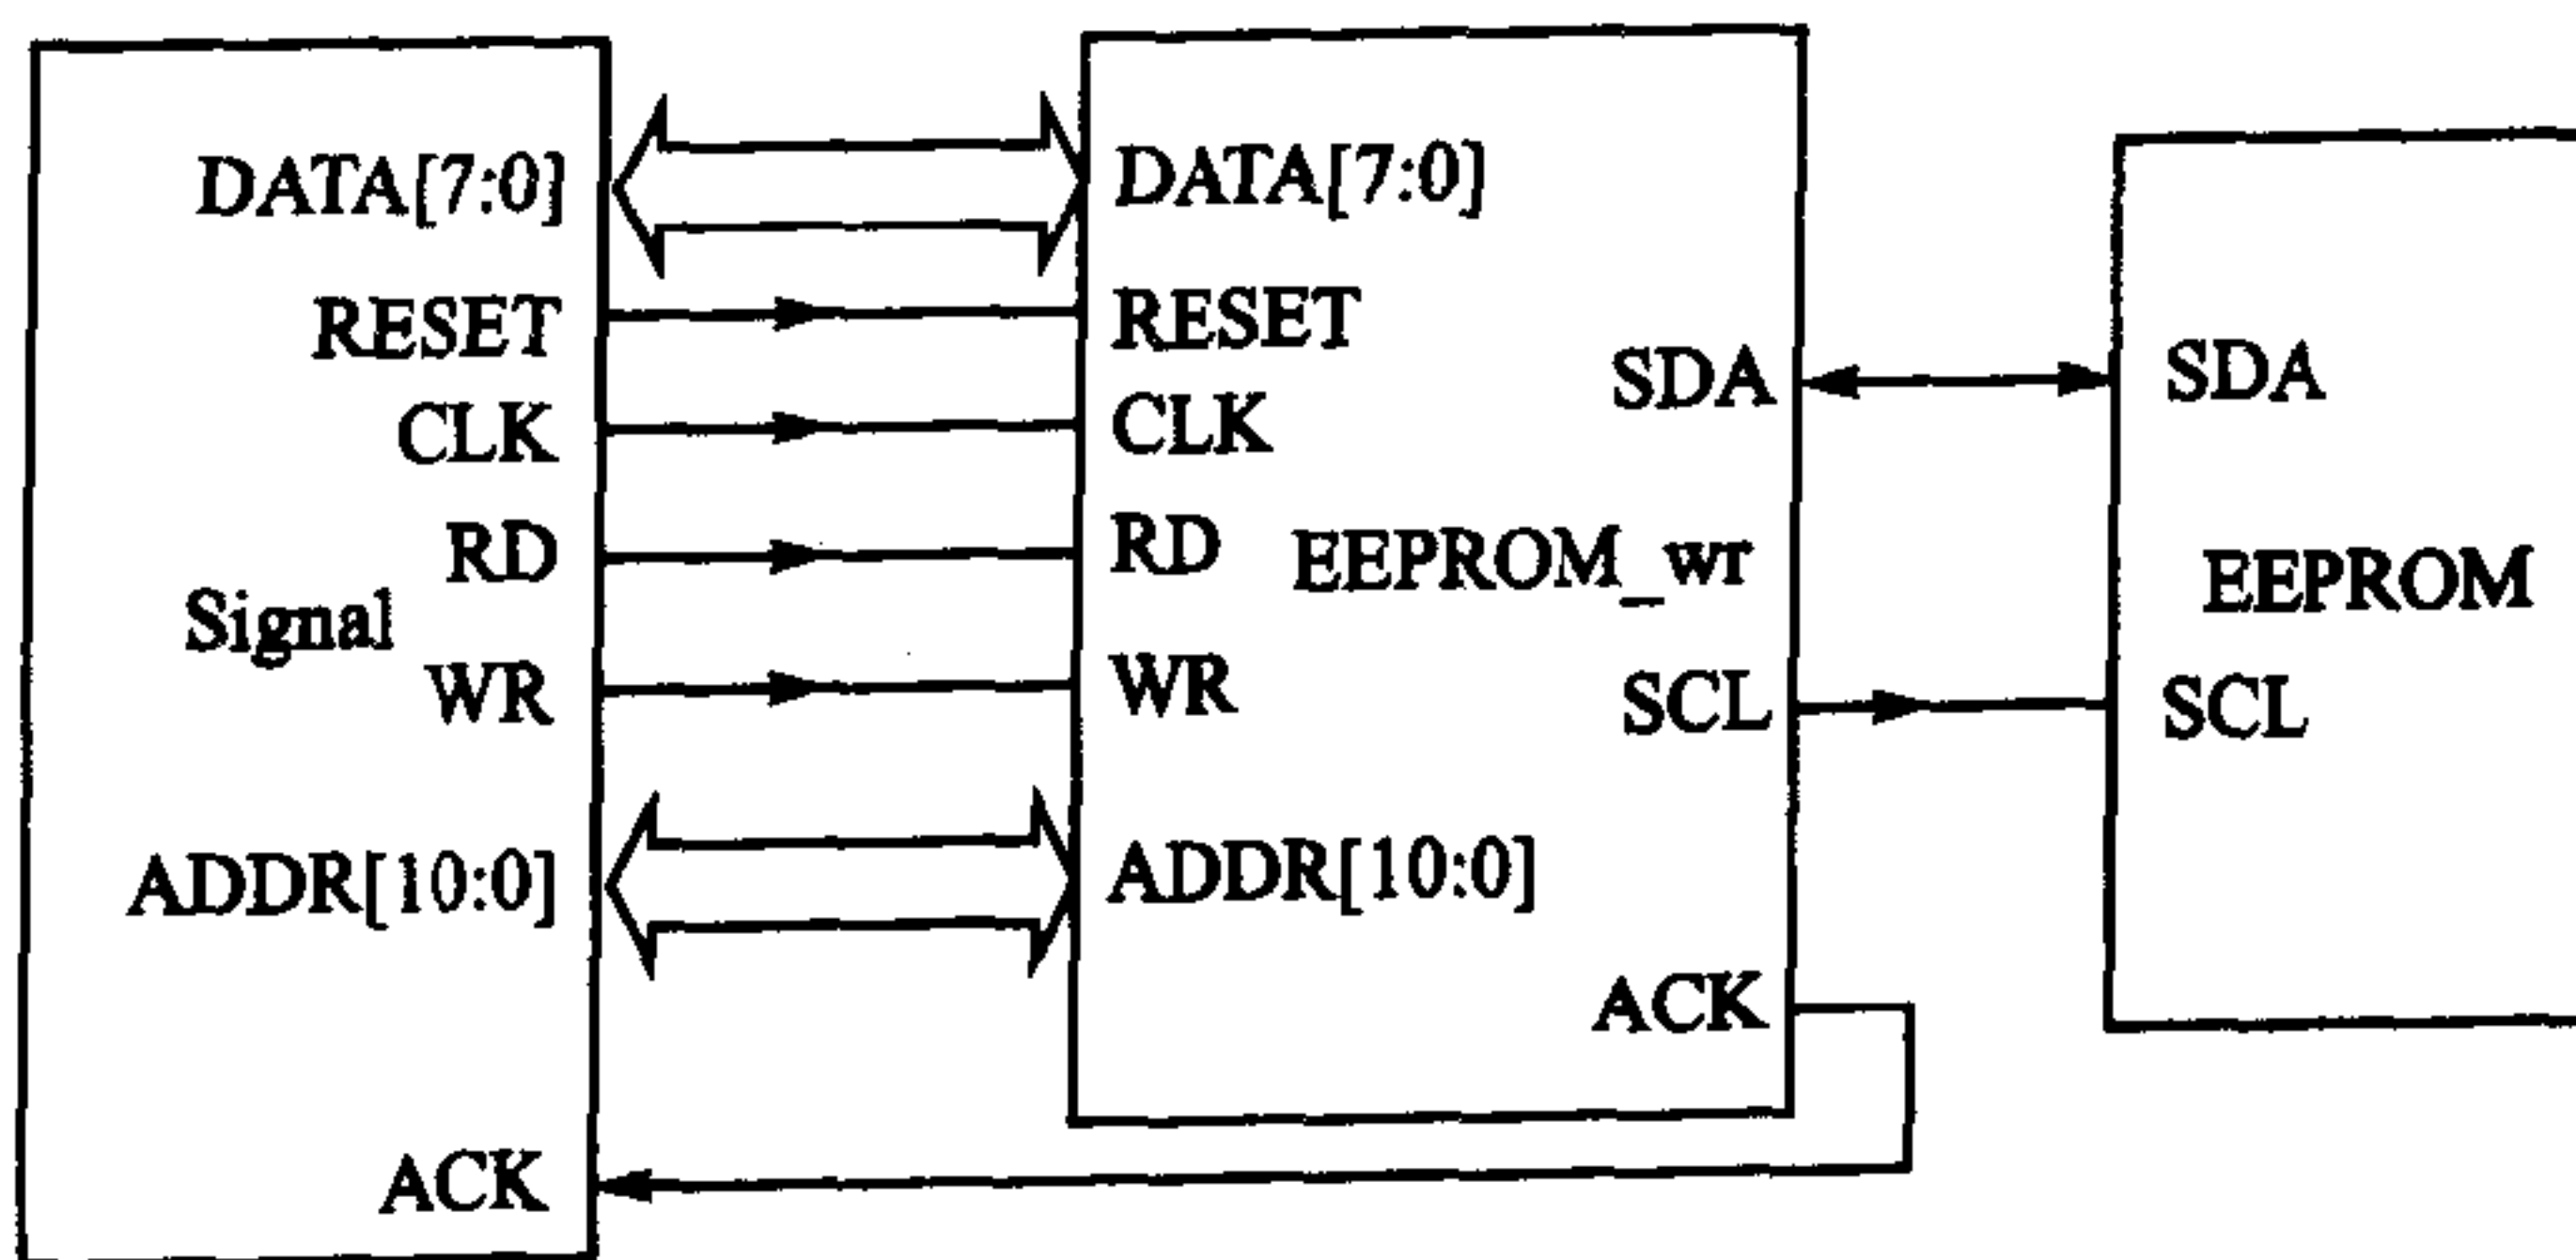 DATA[7:0]
RESET
CLK
RD
Signal
WR
ADDR[10:0]
ACK
DATA[7:0]
RESET
CLK
RD
EEPROM_wr
WR
ADDR[10:0]
SDA
SCL
ACK
SDA
EEPROM
SCL